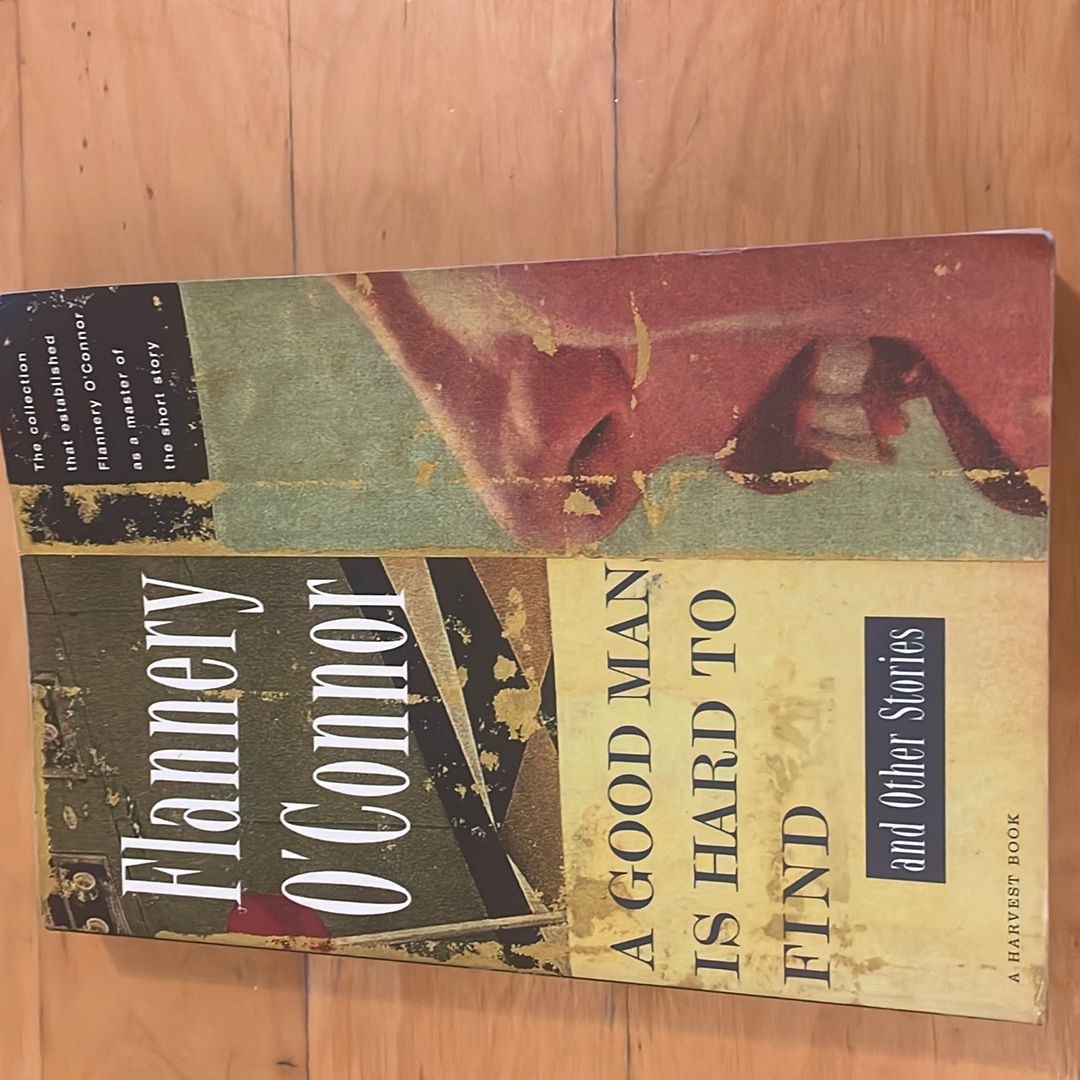 The collection
that established
Flannery O'Connor
as a master of
the short story
Flannery
O'Connor
A GOOD MAN
IS HARD TO
FIND
and Other Stories
A HARVEST BOOK